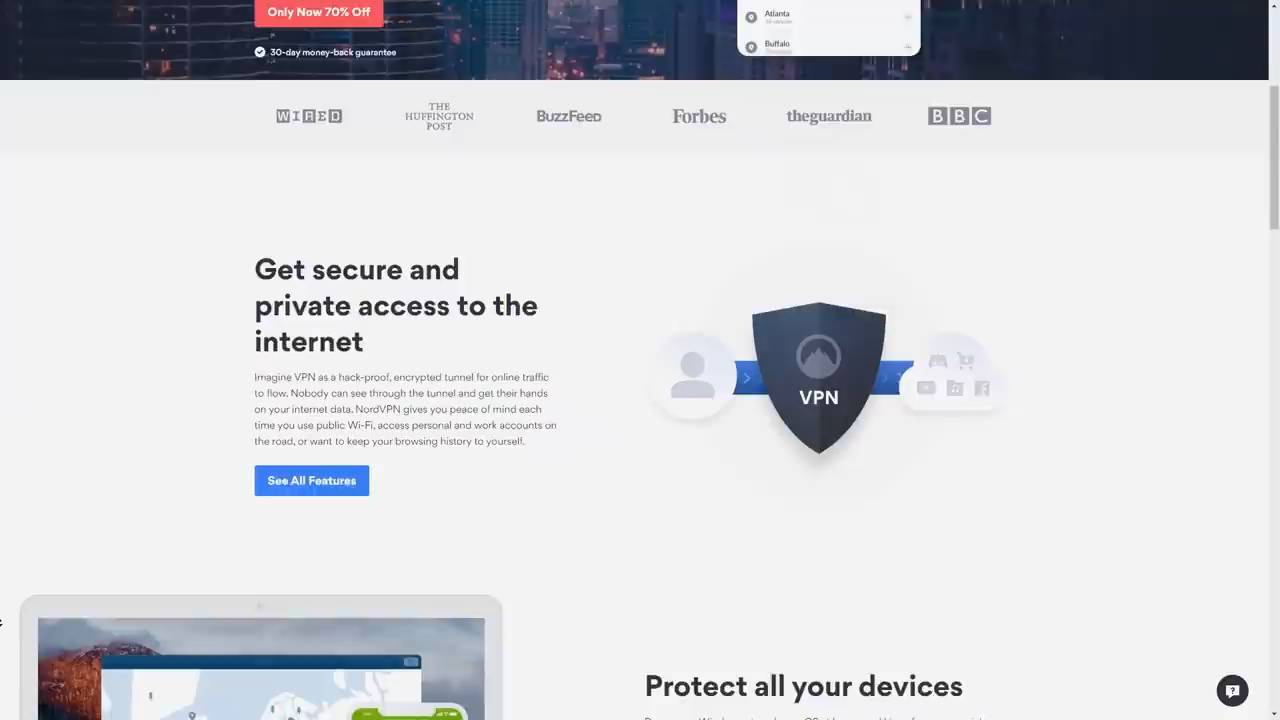 Only Now 70% Off
30-day money-back guarantee
Atlanta
Buffalo
WIRED
THE
HUFFINGTON
POST
BuzzFeed
Forbes
theguardian
BBC
Get secure and
private access to the
internet
Imagine VPN as a hack-proof, encrypted tunnel for online traffic
to flow. Nobody can see through the tunnel and get their hands
on your internet data. NordVPN gives you peace of mind each
time you use public Wi-Fi, access personal and work accounts on
the road, or want to keep your browsing history to yourself.
See All Features
VPN
Protect all your devices